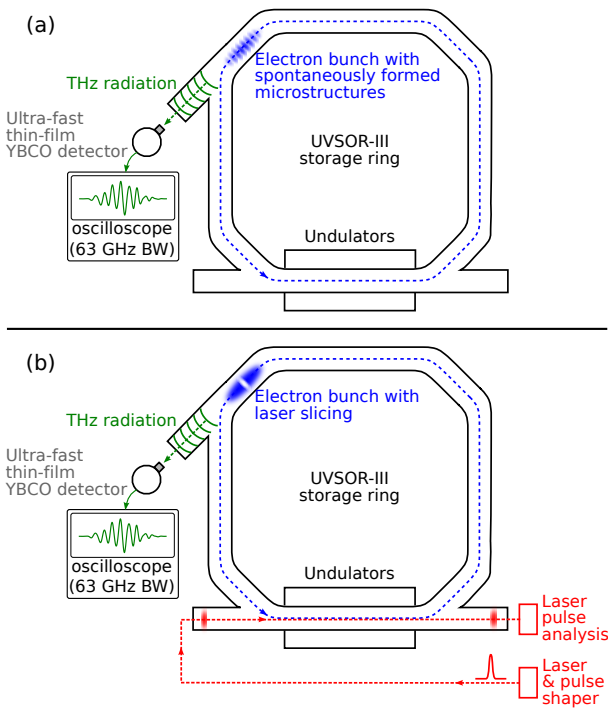 (a)
Electron bunch with
spontaneously formed
microstructures
THz radiation
Ultra-fast
thin-film
YBCO detector
UVSOR-III
storage ring
oscilloscope
(63 GHz BW)
Undulators
(b)
Electron bunch with
laser slicing
THz radiation
Ultra-fast
thin-film
YBCO detector
UVSOR-III
storage ring
oscilloscope
(63 GHz BW)
Undulators
Laser
pulse
analysis
Laser
& pulse
shaper